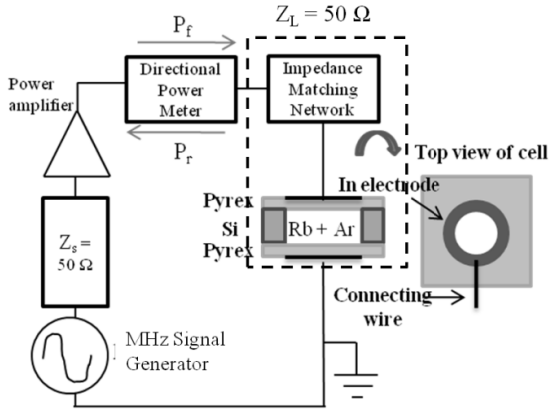 Z_L = 50 Ω
P_f
Directional
Power
Meter
P_r
Impedance
Matching
Network
Power
amplifier
Top view of cell
In electrode
Pyrex
Si
Rb + Ar
Pyrex
Z_s =
50 Ω
Connecting
wire
MHz Signal
Generator